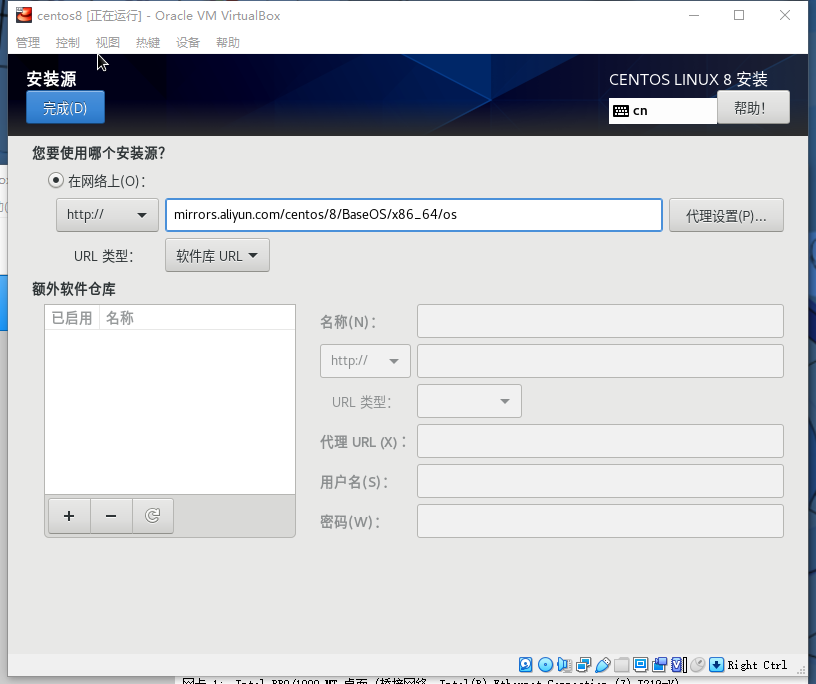 centos8 [正在运行] - Oracle VM VirtualBox
管理 控制 视图 热键 设备 帮助
安装源
CENTOS LINUX 8 安装
完成(D)
cn
帮助！
您要使用哪个安装源？
在网络上(O)：
http://
mirrors.aliyun.com/centos/8/BaseOS/x86_64/os
代理设置(P)...
URL 类型：
软件库 URL
额外软件仓库
已启用 名称
名称(N)：
http://
URL 类型：
代理 URL (X)：
用户名(S)：
密码(W)：
Right Ctrl